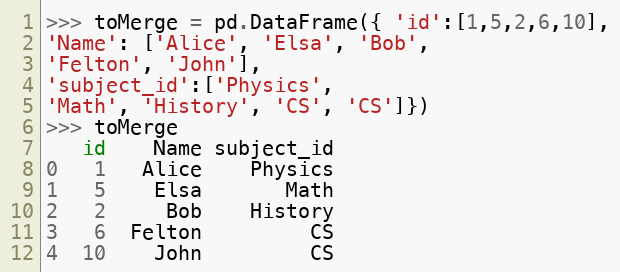 1 >>> toMerge = pd.DataFrame({ 'id':[1,5,2,6,10],
2 'Name': ['Alice', 'Elsa', 'Bob',
3 'Felton', 'John'],
4 'subject_id':['Physics',
5 'Math', 'History', 'CS', 'CS']})
6 >>> toMerge
7    id    Name subject_id
8 0   1   Alice    Physics
9 1   5    Elsa       Math
10 2   2     Bob    History
11 3   6  Felton         CS
12 4  10    John         CS